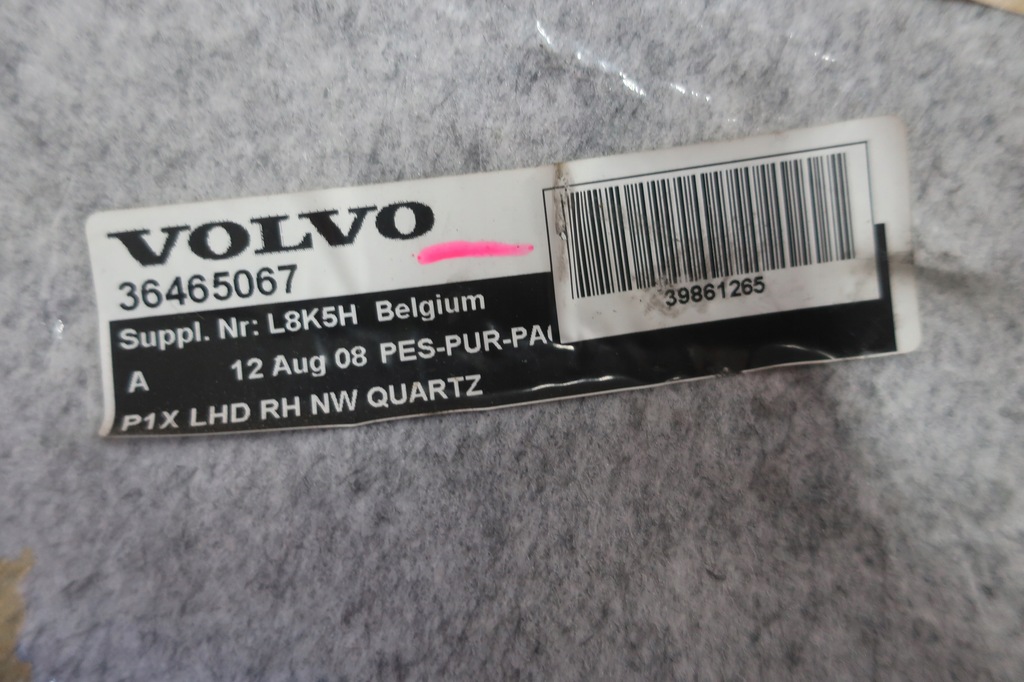 VOLVO
36465067
Suppl. Nr: L8K5H Belgium
A 12 Aug 08 PES-PUR-PA
P1X LHD RH NW QUARTZ
39861265